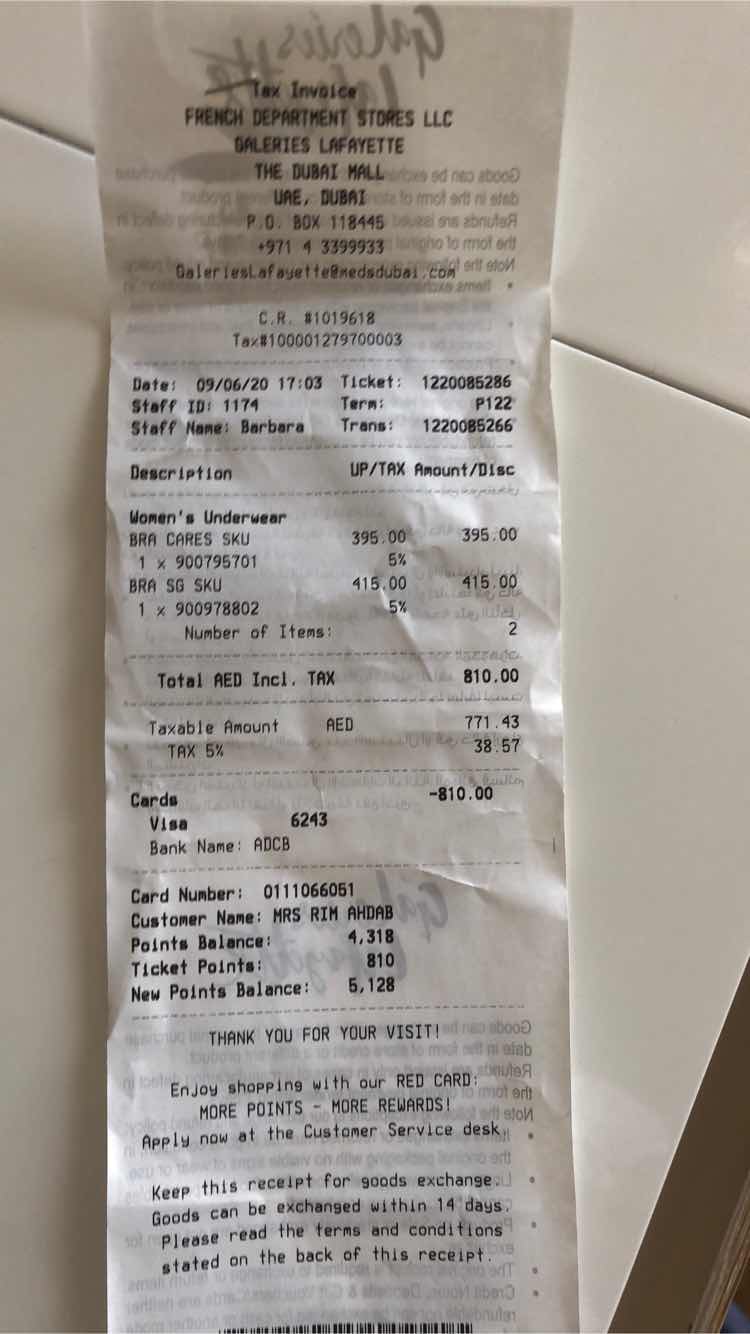 Galeries
Lafayette
Tax Invoice
FRENCH DEPARTMENT STORES LLC
GALERIES LAFAYETTE
THE DUBAI MALL
UAE, DUBAI
P.O. BOX 118445
+971 4 3399933
GaleriesLafayette@medsdubai.com
C.R. #1019618
Tax#100001279700003
Date: 09/06/20 17:03 Ticket: 1220085286
Staff ID: 1174 Term: P122
Staff Name: Barbara Trans: 1220085266
Description UP/TAX Amount/Disc
Women's Underwear
BRA CARES SKU 395.00 395.00
1 x 900795701 5%
BRA SG SKU 415.00 415.00
1 x 900978802 5%
Number of Items: 2
Total AED Incl. TAX 810.00
Taxable Amount AED 771.43
TAX 5% 38.57
Cards -810.00
Visa 6243
Bank Name: ADCB
Card Number: 0111066051
Customer Name: MRS RIM AHDAB
Points Balance: 4,318
Ticket Points: 810
New Points Balance: 5,128
THANK YOU FOR YOUR VISIT!
Enjoy shopping with our RED CARD:
MORE POINTS - MORE REWARDS!
Apply now at the Customer Service desk.
Keep this receipt for goods exchange.
Goods can be exchanged within 14 days.
Please read the terms and conditions
stated on the back of this receipt.